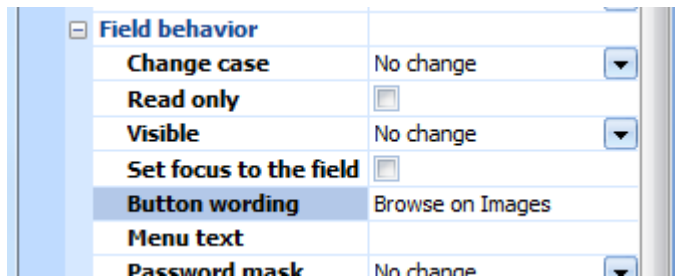 Field behavior
Change case No change
Read only
Visible No change
Set focus to the field
Button wording Browse on Images
Menu text
Password mask No change